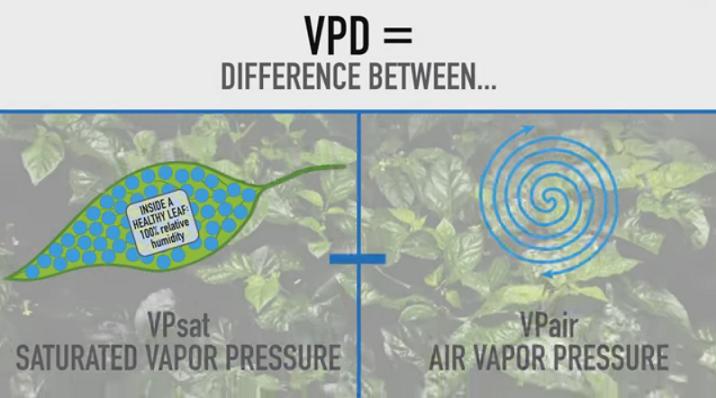 VPD =
DIFFERENCE BETWEEN...
INSIDE A
HEALTHY LEAF:
100% relative
humidity
VPsat
SATURATED VAPOR PRESSURE
VPair
AIR VAPOR PRESSURE